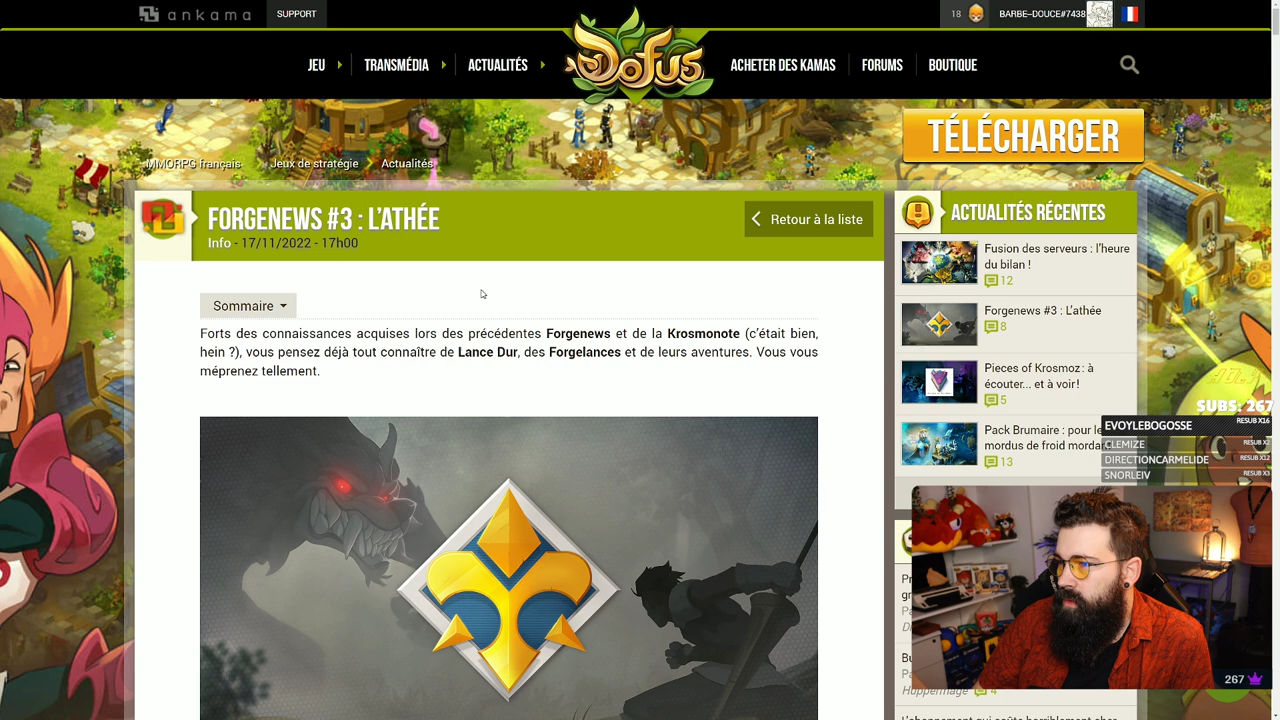 ankama
SUPPORT
18
BARBE-DOUCE#7438
JEU
TRANSMÉDIA
ACTUALITÉS
DOFUS
ACHETER DES KAMAS
FORUMS
BOUTIQUE
TÉLÉCHARGER
MMORPG français
Jeux de stratégie
Actualités
FORGENEWS #3 : L'ATHÉE
Info - 17/11/2022 - 17h00
Retour à la liste
Sommaire
Forts des connaissances acquises lors des précédentes Forgenews et de la Krosmonote (c'était bien,
hein ?), vous pensez déjà tout connaître de Lance Dur, des Forgelances et de leurs aventures. Vous vous
méprenez tellement.
ACTUALITÉS RÉCENTES
Fusion des serveurs : l'heure
du bilan !
12
Forgenews #3 : L'athée
8
Pieces of Krosmoz : à
écouter... et à voir!
5
Pack Brumaire : pour le
mordus de froid morda
13
SUBS: 267
EVOYLEBOGOSSE
RESUB X16
CLEMIZE
RESUB X2
DIRECTIONCARMELIDE
RESUB X12
SNORLEIV
RESUB X3
Huppermage
4
267